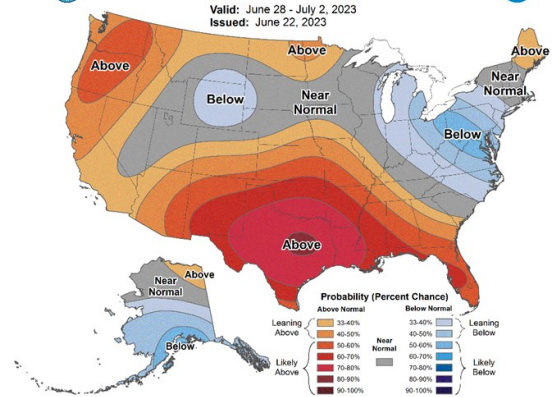 Valid: June 28 - July 2, 2023
Issued: June 22, 2023
Above
Above
Above
Near
Normal
Below
Near
Normal
Below
Above
Above
Near
Normal
Below
Probability (Percent Chance)
Above Normal
Below Normal
Leaning
Above
33-40%
40-50%
Likely
Above
50-60%
60-70%
70-80%
80-90%
90-100%
Near
Normal
33-40%
40-50%
Leaning
Below
50-60%
60-70%
70-80%
80-90%
90-100%
Likely
Below